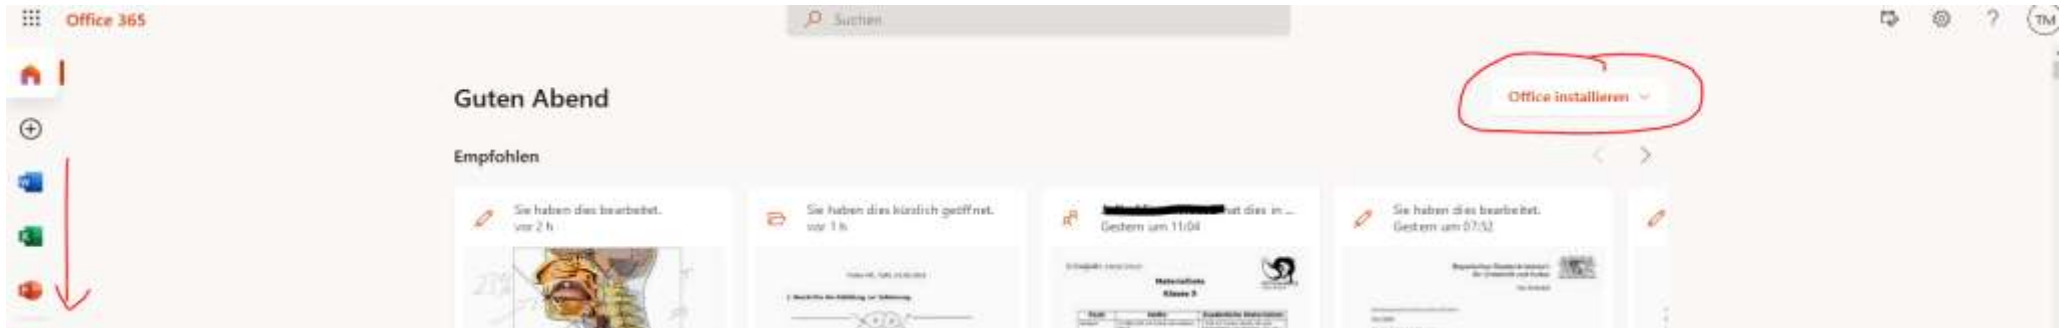 Office 365
Suchen
TM
Guten Abend
Office installieren
Empfohlen
Sie haben dies bearbeitet.
vor 2 h
Sie haben dies kürzlich geöffnet.
vor 1 h
hat dies in ...
Gestern um 11:04
Sie haben dies bearbeitet.
Gestern um 07:52
Materialliste
Klasse 5